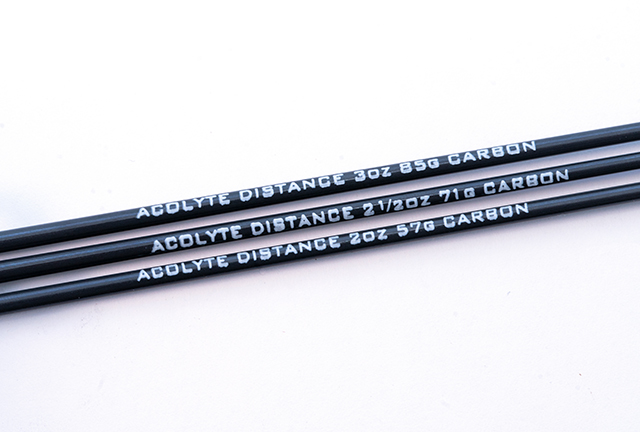 ACOLYTE DISTANCE 3OZ 85G CARBON
ACOLYTE DISTANCE 2 1/2OZ 71G CARBON
ACOLYTE DISTANCE 2OZ 57G CARBON